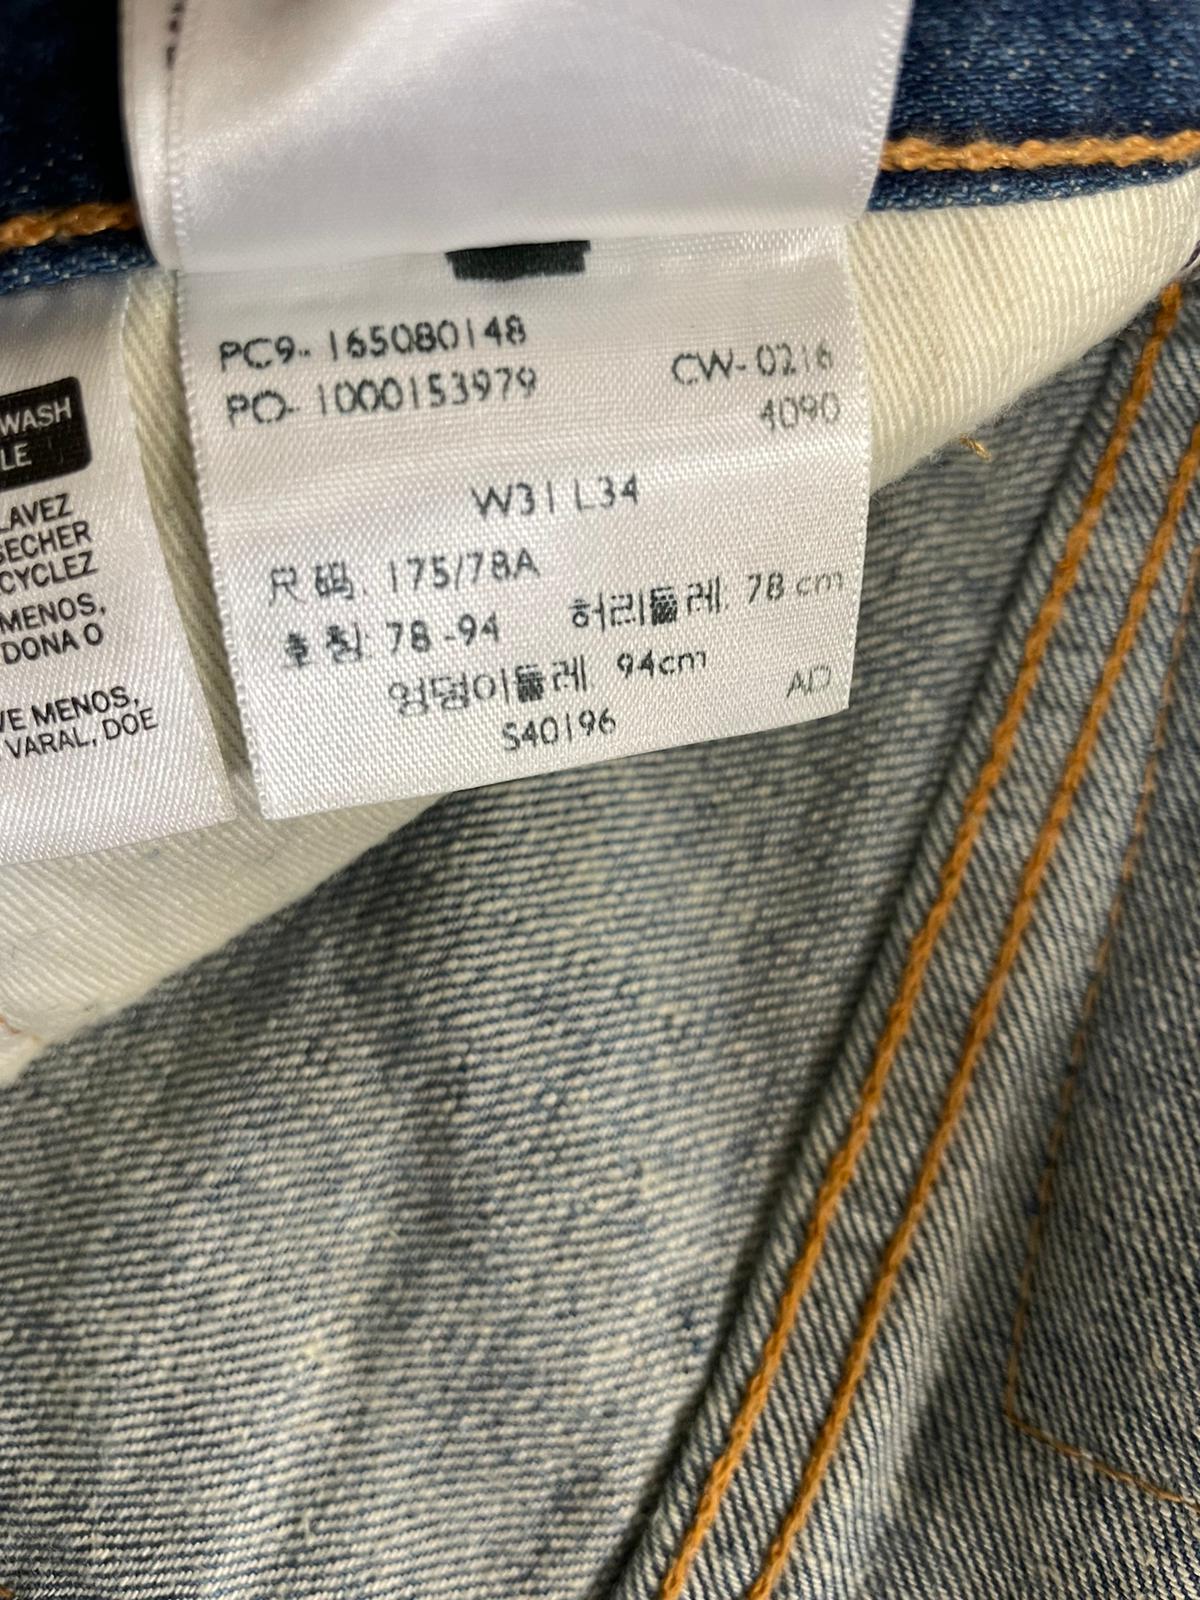 WASH
LE
LAVEZ
SECHER
CYCLEZ
MENOS,
DONA O
VE MENOS,
VARAL, DOE
PC9- 165080148
PO- 1000153979
CW-0216
4090
W31 L34
尺码. 175/78A
호칭: 78-94 허리둘레. 78 cm
엉덩이둘레. 94cm
AD
S40196